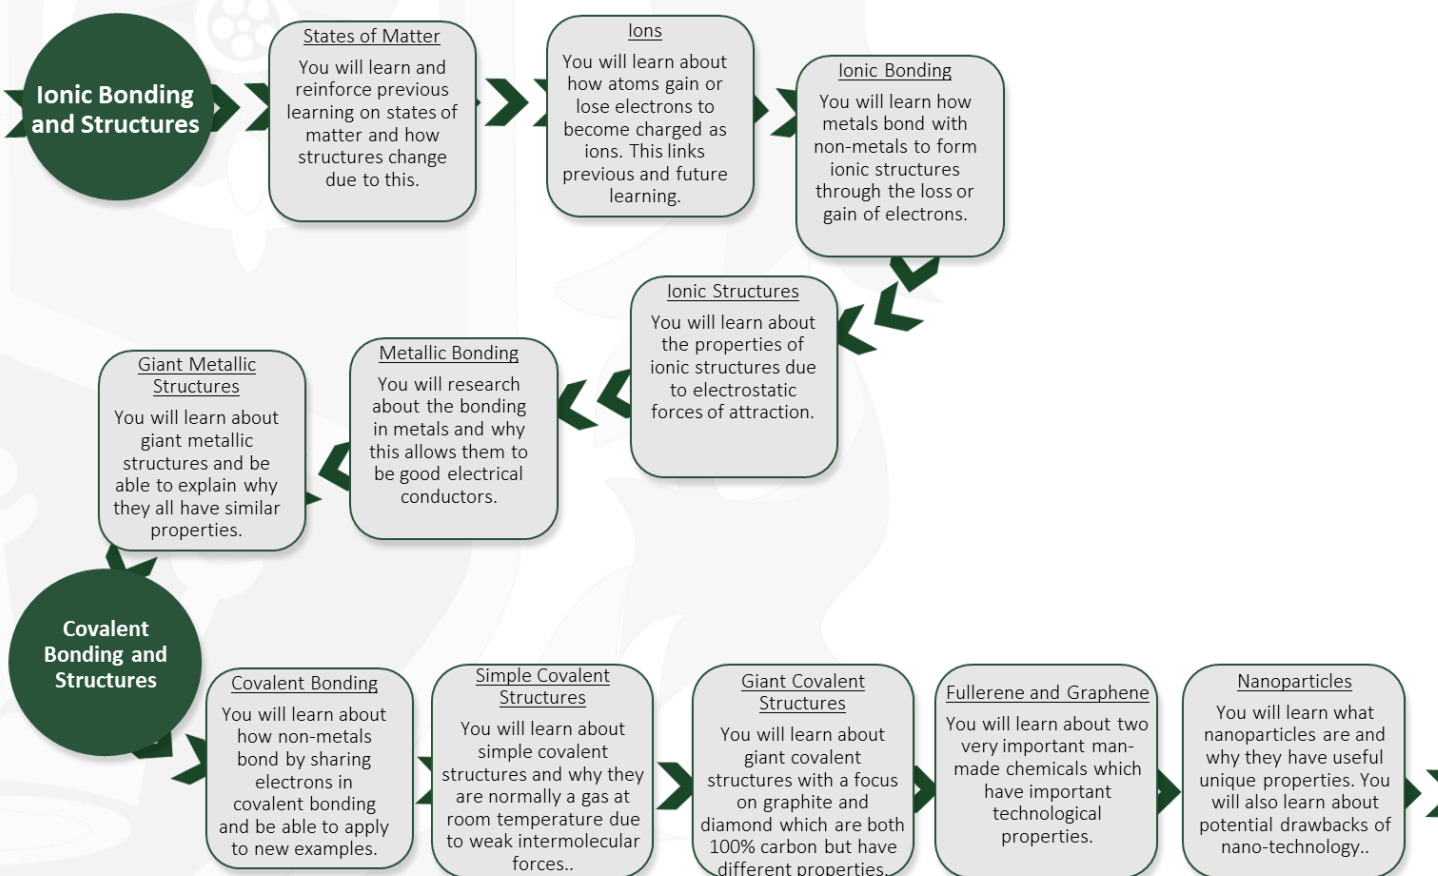 Ionic Bonding
and Structures
States of Matter
You will learn and
reinforce previous
learning on states of
matter and how
structures change
due to this.
Ions
You will learn about
how atoms gain or
lose electrons to
become charged as
ions. This links
previous and future
learning.
Ionic Bonding
You will learn how
metals bond with
non-metals to form
ionic structures
through the loss or
gain of electrons.
Ionic Structures
You will learn about
the properties of
ionic structures due
to electrostatic
forces of attraction.
Metallic Bonding
You will research
about the bonding
in metals and why
this allows them to
be good electrical
conductors.
Giant Metallic
Structures
You will learn about
giant metallic
structures and be
able to explain why
they all have similar
properties.
Covalent
Bonding and
Structures
Covalent Bonding
You will learn about
how non-metals
bond by sharing
electrons in
covalent bonding
and be able to apply
to new examples.
Simple Covalent
Structures
You will learn about
simple covalent
structures and why they
are normally a gas at
room temperature due
to weak intermolecular
forces..
Giant Covalent
Structures
You will learn about
giant covalent
structures with a focus
on graphite and
diamond which are both
100% carbon but have
different properties.
Fullerene and Graphene
You will learn about two
very important man-
made chemicals which
have important
technological
properties.
Nanoparticles
You will learn what
nanoparticles are and
why they have useful
unique properties. You
will also learn about
potential drawbacks of
nano-technology..